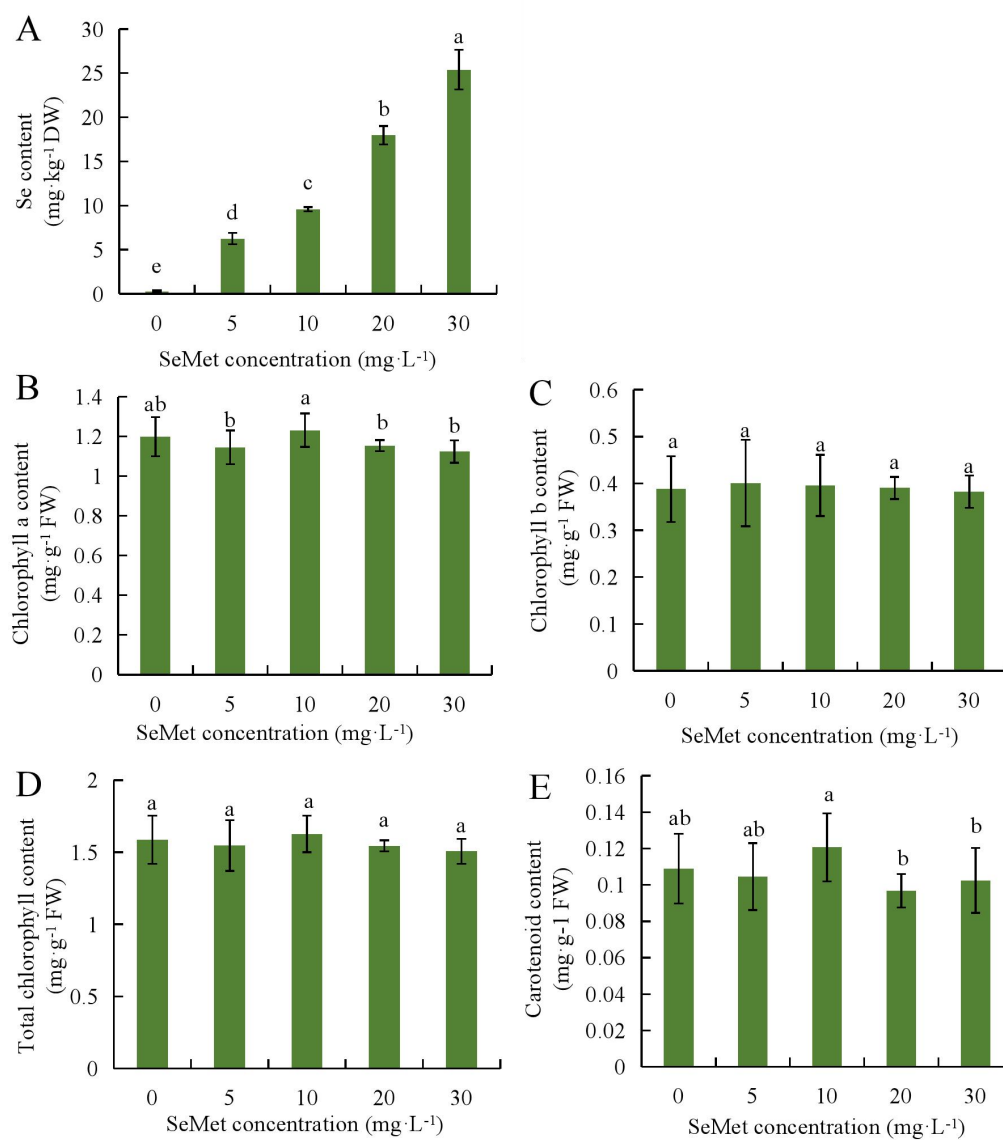 A
Se content
(mg·kg⁻¹ DW)
30
25
20
15
10
5
0
e
d
c
b
a
0 5 10 20 30
SeMet concentration (mg·L⁻¹)
B
Chlorophyll a content
(mg·g⁻¹ FW)
1.4
1.2
1
0.8
0.6
0.4
0.2
0
ab
b
a
b
b
0 5 10 20 30
SeMet concentration (mg·L⁻¹)
C
Chlorophyll b content
(mg·g⁻¹ FW)
0.6
0.5
0.4
0.3
0.2
0.1
0
a
a
a
a
a
0 5 10 20 30
SeMet concentration (mg·L⁻¹)
D
Total chlorophyll content
(mg·g⁻¹ FW)
2
1.5
1
0.5
0
a
a
a
a
a
0 5 10 20 30
SeMet concentration (mg·L⁻¹)
E
Carotenoid content
(mg·g-1 FW)
0.16
0.14
0.12
0.1
0.08
0.06
0.04
0.02
0
ab
ab
a
b
b
0 5 10 20 30
SeMet concentration (mg·L⁻¹)